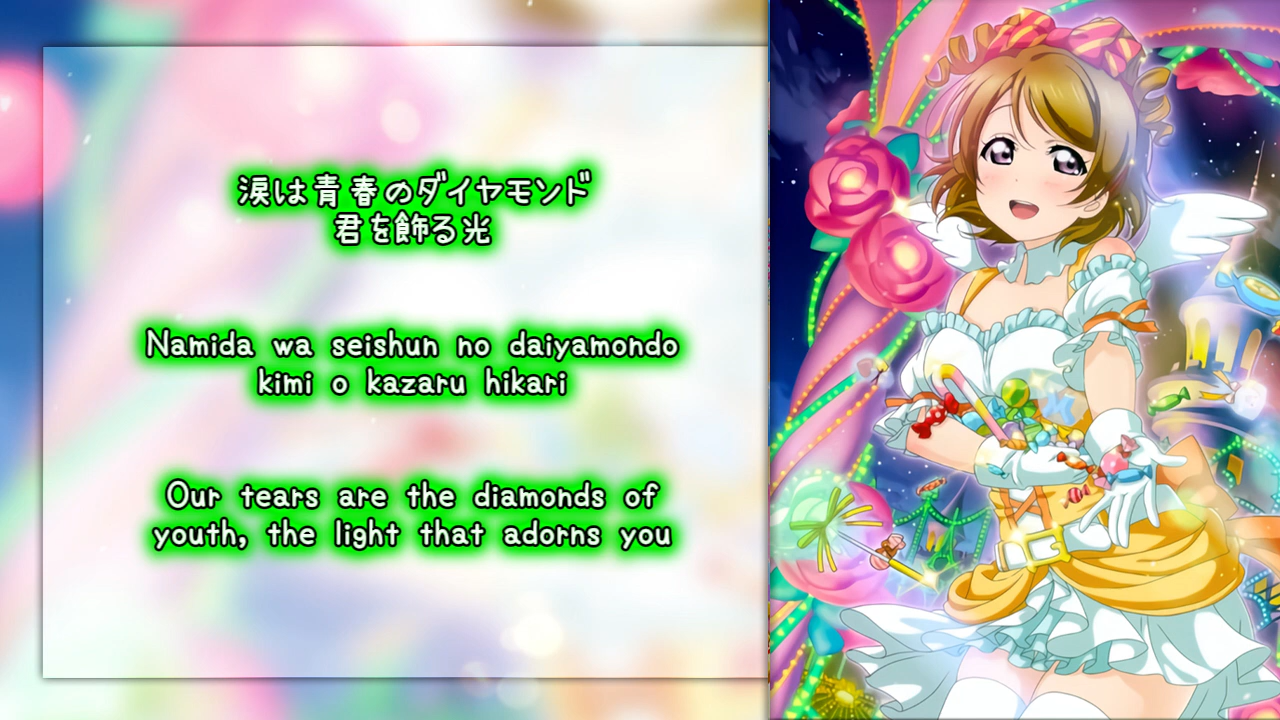 涙は青春のダイヤモンド
君を飾る光
Namida wa seishun no daiyamondo
kimi o kazaru hikari
Our tears are the diamonds of
youth, the light that adorns you